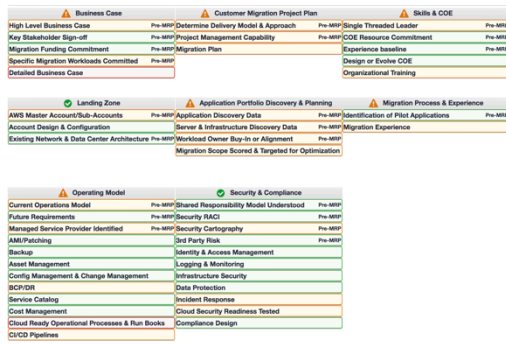 Business Case
High Level Business Case Pre-MRP
Key Stakeholder Sign-off Pre-MRP
Migration Funding Commitment Pre-MRP
Specific Migration Workloads Committed Pre-MRP
Detailed Business Case
Customer Migration Project Plan
Determine Delivery Model & Approach Pre-MRP
Project Management Capability Pre-MRP
Migration Plan
Skills & COE
Single Threaded Leader Pre-MRP
COE Resource Commitment Pre-MRP
Experience baseline Pre-MRP
Design or Evolve COE
Organizational Training
Landing Zone
AWS Master Account/Sub-Accounts Pre-MRP
Account Design & Configuration Pre-MRP
Existing Network & Data Center Architecture Pre-MRP
Application Portfolio Discovery & Planning
Application Discovery Data Pre-MRP
Server & Infrastructure Discovery Data Pre-MRP
Workload Owner Buy-In or Alignment Pre-MRP
Migration Scope Scored & Targeted for Optimization
Migration Process & Experience
Identification of Pilot Applications Pre-MRP
Migration Experience
Operating Model
Current Operations Model Pre-MRP
Future Requirements Pre-MRP
Managed Service Provider Identified Pre-MRP
AMI/Patching
Backup
Asset Management
Config Management & Change Management
BCP/DR
Service Catalog
Cost Management
Cloud Ready Operational Processes & Run Books
CI/CD Pipelines
Security & Compliance
Shared Responsibility Model Understood Pre-MRP
Security RACI Pre-MRP
Security Cartography Pre-MRP
3rd Party Risk Pre-MRP
Identity & Access Management
Logging & Monitoring
Infrastructure Security
Data Protection
Incident Response
Cloud Security Readiness Tested
Compliance Design